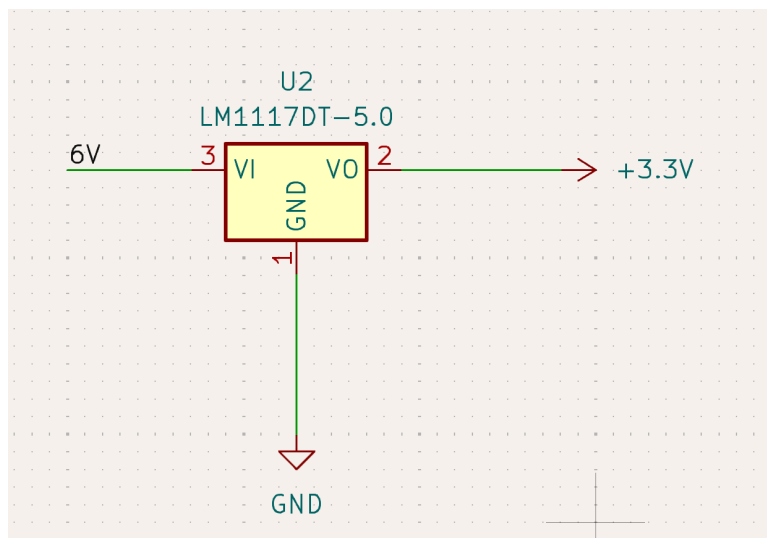 U2
LM1117DT-5.0
6V
3
VI
VO
2
+3.3V
GND
1
GND